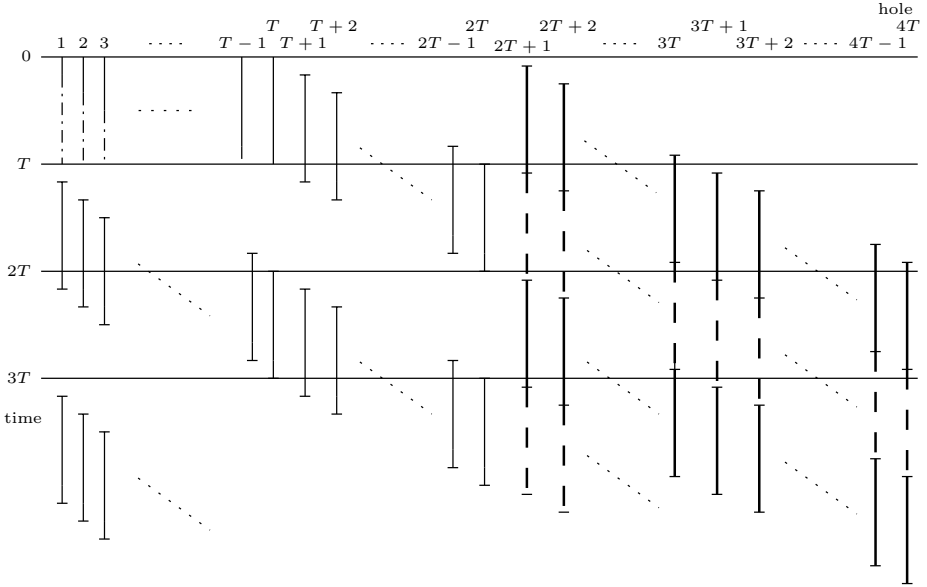 hole
T T + 2 2T 2T + 2 3T + 1 4T
1 2 3 ···· T − 1 T + 1 ···· 2T − 1 2T + 1 ···· 3T 3T + 2 ···· 4T − 1
0
T
2T
3T
time